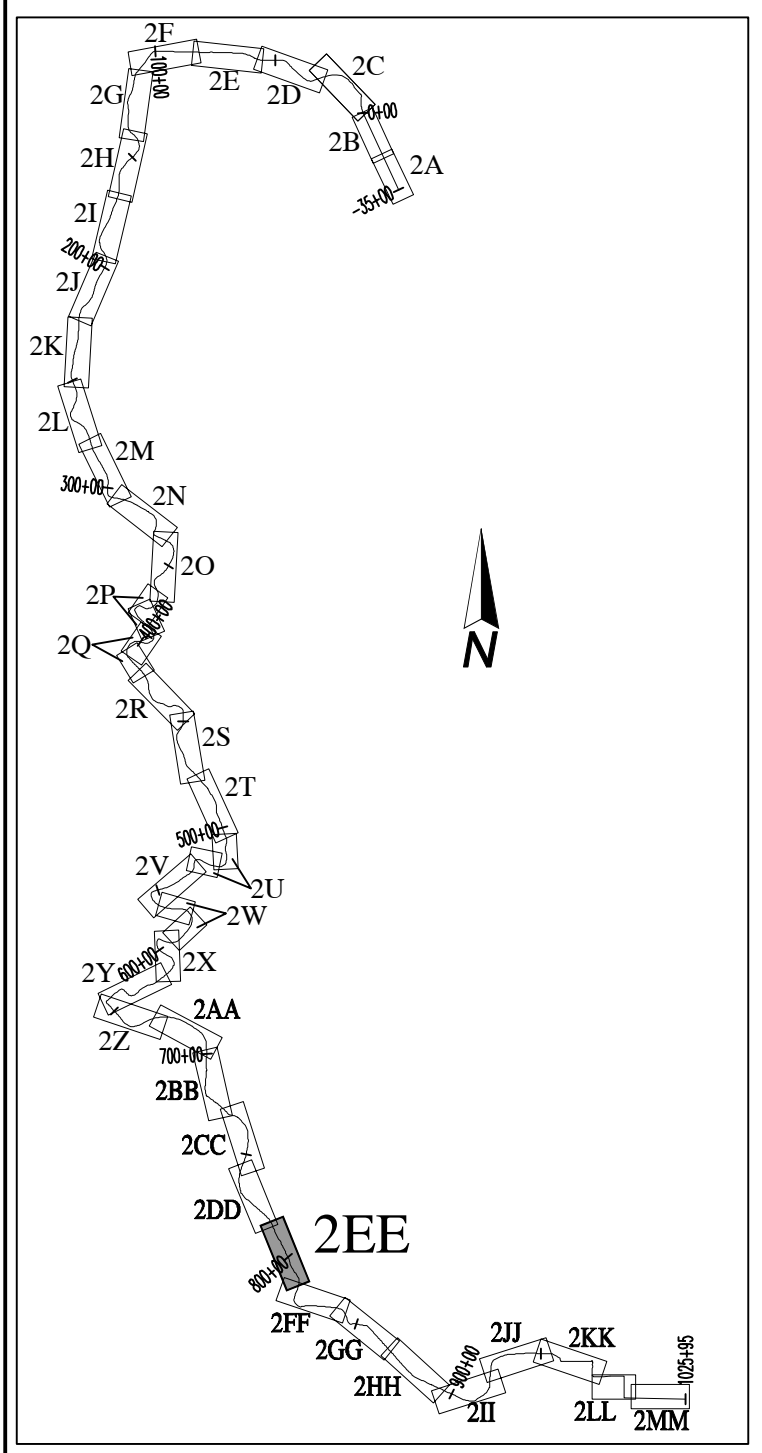 2F
2C
2E
2D
100+00
2G
0+00
2B
2H
2A
-35+00
2I
200+00
2J
2K
2L
2M
300+00
2N
2O
2P
400+00
2Q
N
2R
2S
2T
500+00
2V
2U
2W
600+00
2X
2Y
2AA
2Z
700+00
2BB
2CC
2DD
2EE
800+00
2FF
2GG
2JJ
2KK
900+00
1025+95
2HH
2II
2LL
2MM